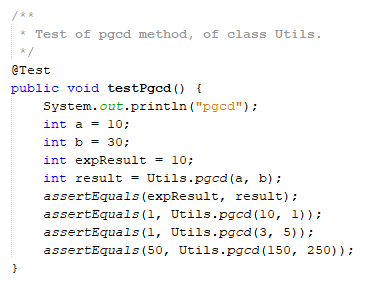 /**
 * Test of pgcd method, of class Utils.
 */
@Test
public void testPgcd() {
    System.out.println("pgcd");
    int a = 10;
    int b = 30;
    int expResult = 10;
    int result = Utils.pgcd(a, b);
    assertEquals(expResult, result);
    assertEquals(1, Utils.pgcd(10, 1));
    assertEquals(1, Utils.pgcd(3, 5));
    assertEquals(50, Utils.pgcd(150, 250));
}